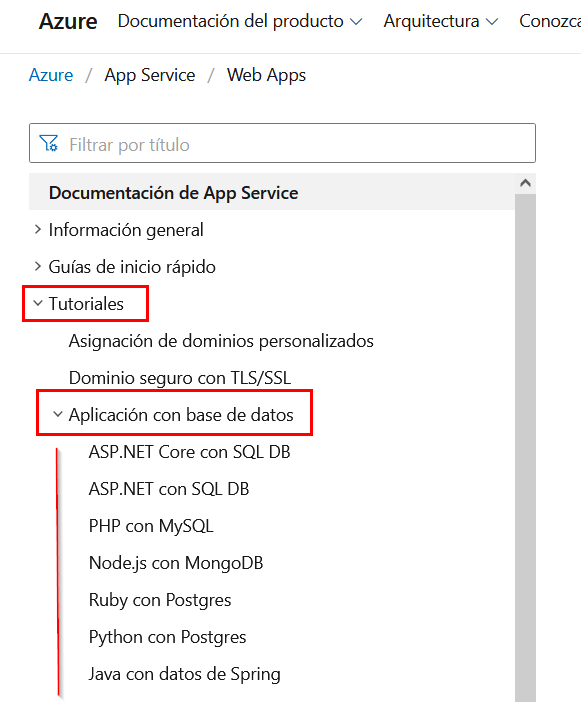 Azure Documentación del producto Arquitectura Conozca
Azure / App Service / Web Apps
Filtrar por título
Documentación de App Service
Información general
Guías de inicio rápido
Tutoriales
Asignación de dominios personalizados
Dominio seguro con TLS/SSL
Aplicación con base de datos
ASP.NET Core con SQL DB
ASP.NET con SQL DB
PHP con MySQL
Node.js con MongoDB
Ruby con Postgres
Python con Postgres
Java con datos de Spring